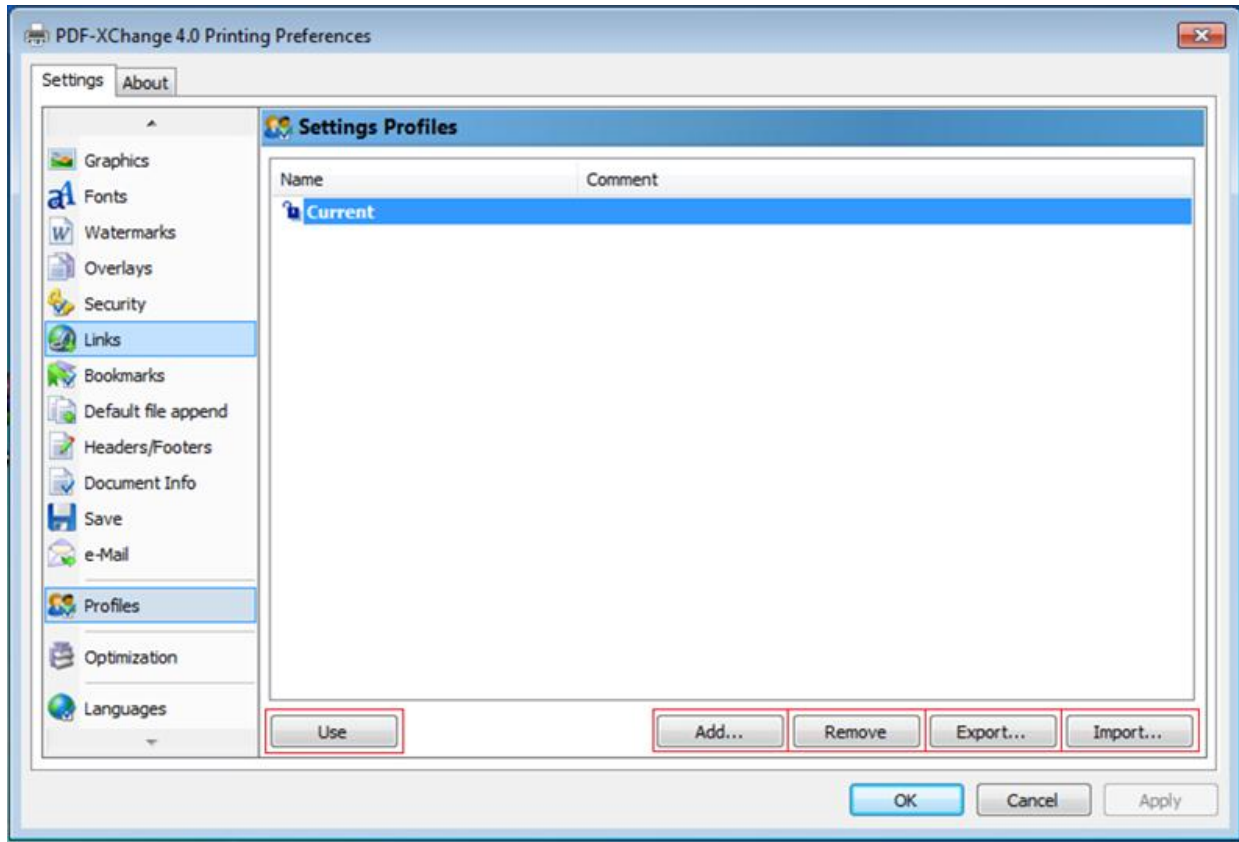 PDF-XChange 4.0 Printing Preferences
Settings About
Settings Profiles
Graphics
Fonts
Watermarks
Overlays
Security
Links
Bookmarks
Default file append
Headers/Footers
Document Info
Save
e-Mail
Profiles
Optimization
Languages
Name Comment
Current
Use Add... Remove Export... Import...
OK Cancel Apply